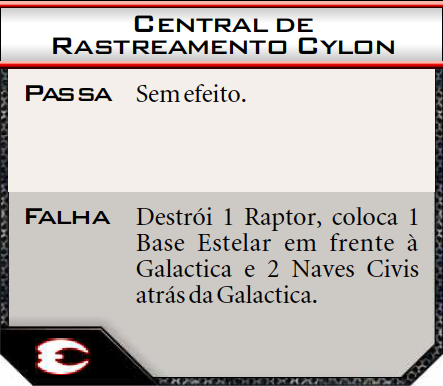 Central de
Rastreamento Cylon
Passa Sem efeito.
Falha Destrói 1 Raptor, coloca 1
Base Estelar em frente à
Galactica e 2 Naves Civis
atrás da Galactica.